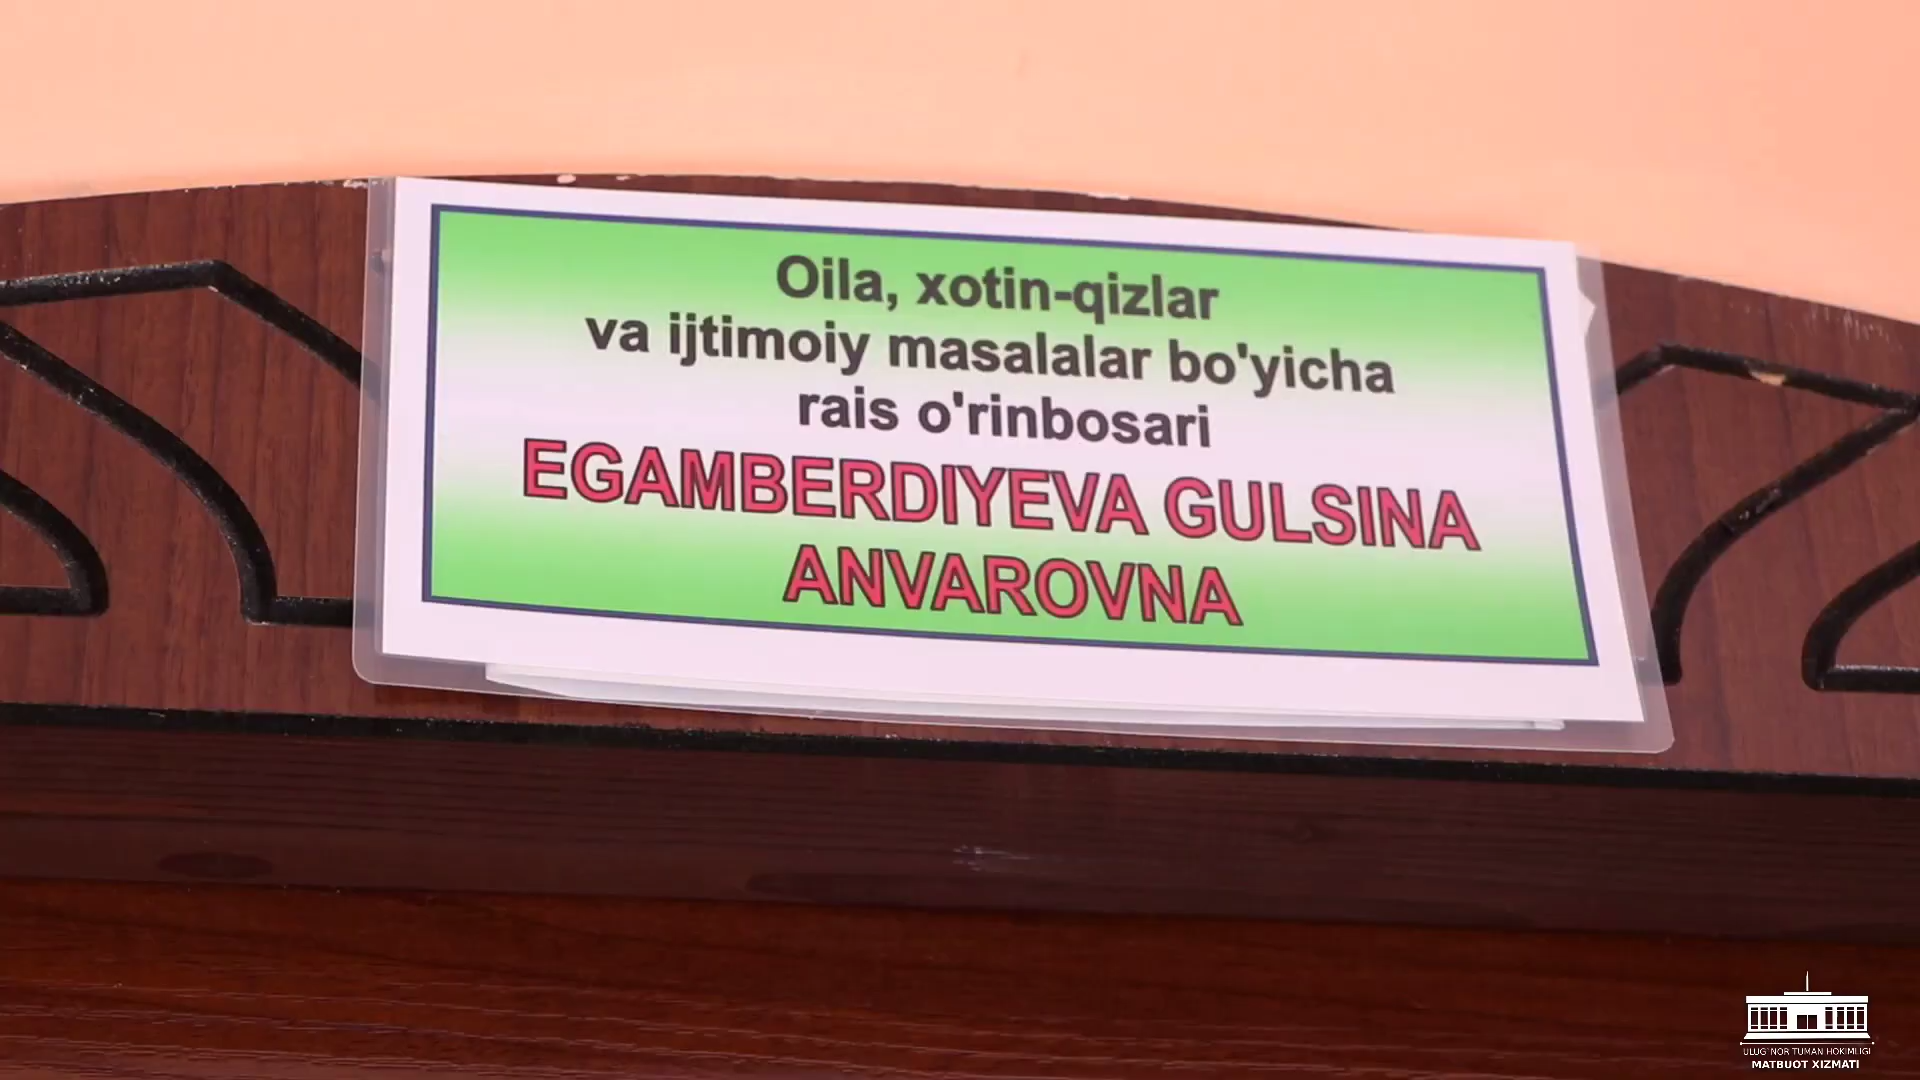 Oila, xotin-qizlar
va ijtimoiy masalalar bo'yicha
rais o'rinbosari
EGAMBERDIYEVA GULSINA
ANVAROVNA
ULUG`NOR TUMAN HOKIMLIGI
MATBUOT XIZMATI